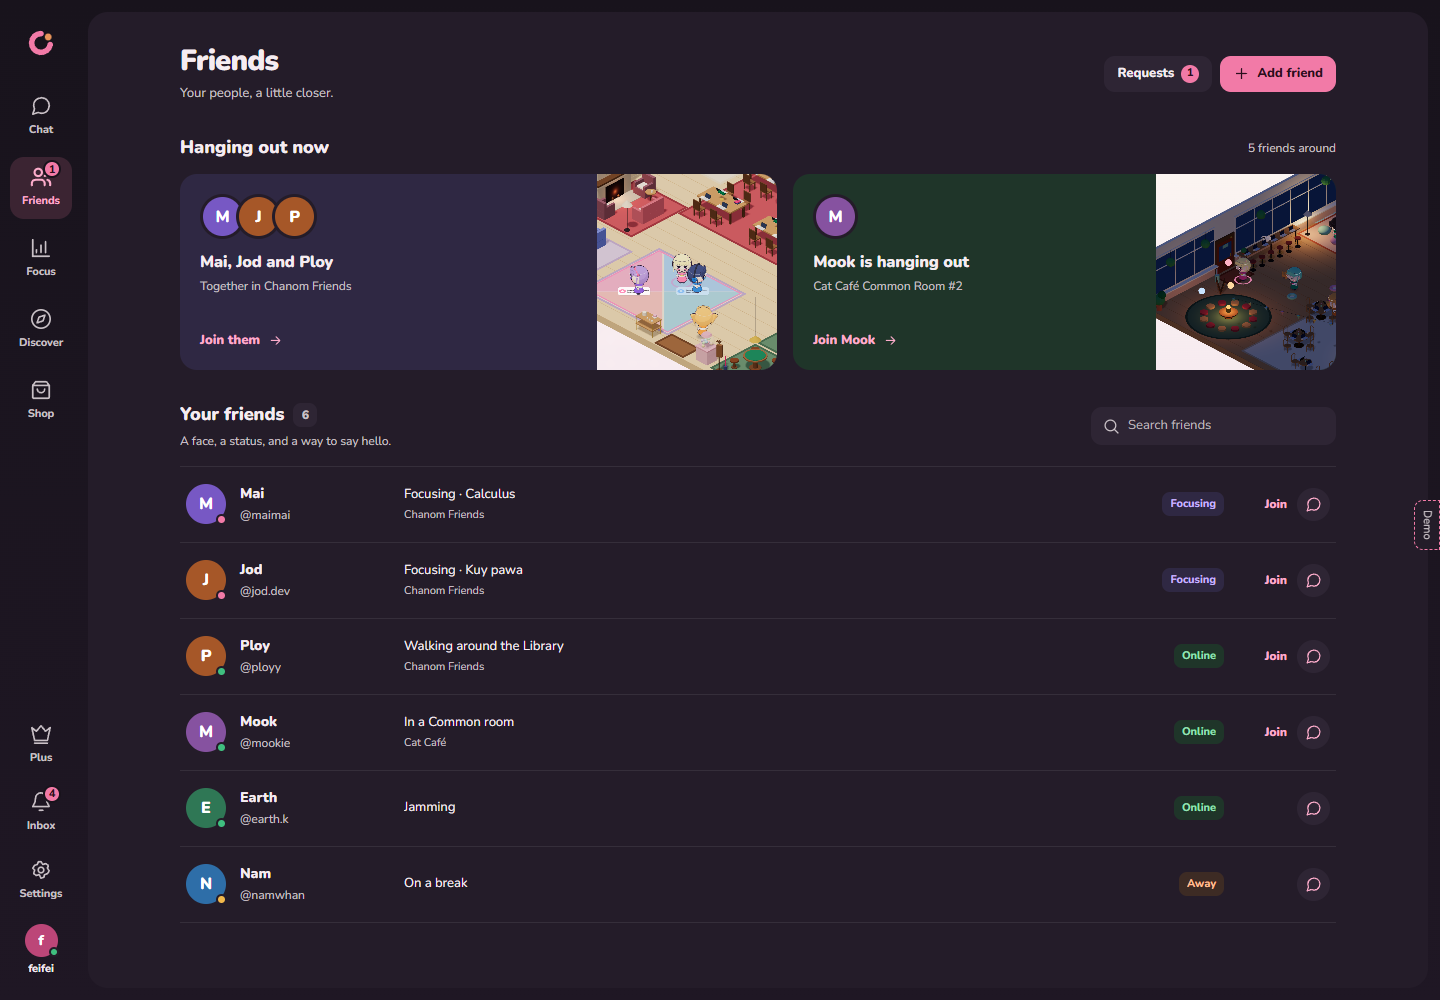 Friends
Your people, a little closer.
Requests 1
Add friend
Chat
1
Friends
Focus
Discover
Shop
Plus
4
Inbox
Settings
f
feifei
Hanging out now
5 friends around
M J P
Mai, Jod and Ploy
Together in Chanom Friends
Join them →
M
Mook is hanging out
Cat Café Common Room #2
Join Mook →
Your friends 6
A face, a status, and a way to say hello.
Search friends
M
Mai
@maimai
Focusing · Calculus
Chanom Friends
Focusing
Join
J
Jod
@jod.dev
Focusing · Kuy pawa
Chanom Friends
Focusing
Join
P
Ploy
@ployy
Walking around the Library
Chanom Friends
Online
Join
M
Mook
@mookie
In a Common room
Cat Café
Online
Join
E
Earth
@earth.k
Jamming
Online
N
Nam
@namwhan
On a break
Away
Demo